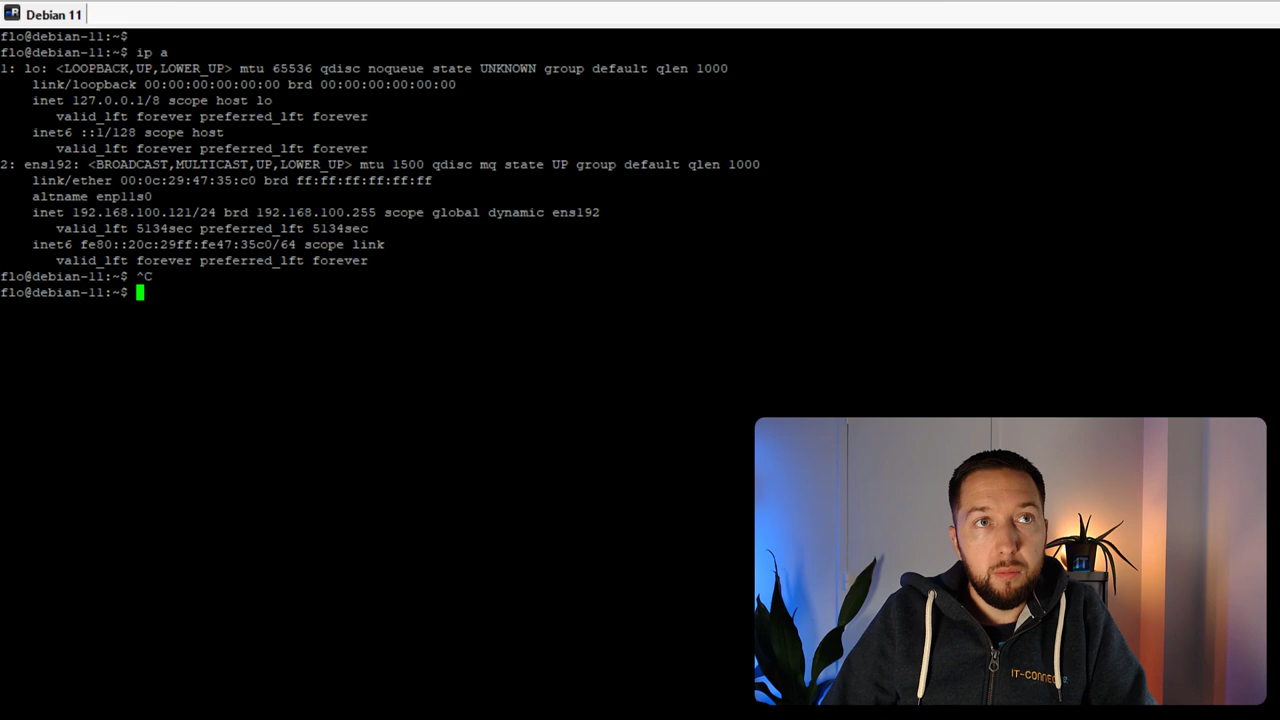 Debian 11
flo@debian-11:~$
flo@debian-11:~$ ip a
1: lo: <LOOPBACK,UP,LOWER_UP> mtu 65536 qdisc noqueue state UNKNOWN group default qlen 1000
link/loopback 00:00:00:00:00:00 brd 00:00:00:00:00:00
inet 127.0.0.1/8 scope host lo
valid_lft forever preferred_lft forever
inet6 ::1/128 scope host
valid_lft forever preferred_lft forever
2: ens192: <BROADCAST,MULTICAST,UP,LOWER_UP> mtu 1500 qdisc mq state UP group default qlen 1000
link/ether 00:0c:29:47:35:c0 brd ff:ff:ff:ff:ff:ff
altname enp11s0
inet 192.168.100.121/24 brd 192.168.100.255 scope global dynamic ens192
valid_lft 5134sec preferred_lft 5134sec
inet6 fe80::20c:29ff:fe47:35c0/64 scope link
valid_lft forever preferred_lft forever
flo@debian-11:~$ ^C
flo@debian-11:~$
IT